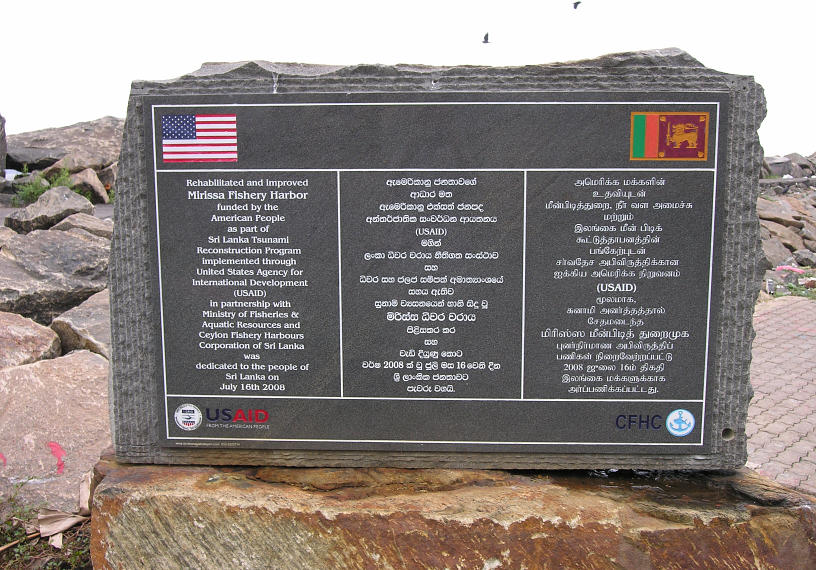 Rehabilitated and improved
Mirissa Fishery Harbor
funded by the
American People
as part of
Sri Lanka Tsunami
Reconstruction Program
implemented through
United States Agency for
International Development
(USAID)
in partnership with
Ministry of Fisheries &
Aquatic Resources and
Ceylon Fishery Harbours
Corporation of Sri Lanka
was
dedicated to the people of
Sri Lanka on
July 16th 2008
ඇමෙරිකානු ජනතාවගේ
ආධාර මත
ඇමෙරිකානු එක්සත් ජනපද
අන්තර්ජාතික සංවර්ධන ආයතනය
(USAID)
මගින්
ලංකා ධීවර වරාය නීතිගත සංස්ථාව
සහ
ධීවර සහ ජලජ සම්පත් අමාත්‍යාංශයේ
සහය ඇතිව
සුනාමි ව්‍යසනයෙන් හානි සිදු වූ
මිරිස්ස ධීවර වරාය
පිළිසකර කර
සහ
වැඩි දියුණු කොට
වර්ෂ 2008 ක් වූ ජූලි මස 16 වෙනි දින
ශ්‍රී ලාංකික ජනතාවට
පැවරූ වගයි.
அமெரிக்க மக்களின்
உதவியுடன்
மீன்பிடித்துறை, நீர் வள அமைச்சு
மற்றும்
இலங்கை மீன் பிடிக்
கூட்டுத்தாபனத்தின்
பங்கேற்புடன்
சர்வதேச அபிவிருத்திக்கான
ஐக்கிய அமெரிக்க நிறுவனம்
(USAID)
மூலமாக,
சுனாமி அனர்த்தத்தால்
சேதமடைந்த
மிரிஸ்ஸ மீன்பிடித் துறைமுக
புனர்நிர்மாண அபிவிருத்திப்
பணிகள் நிறைவேற்றப்பட்டு
2008 ஜுலை 16ம் திகதி
இலங்கை மக்களுக்காக
அர்ப்பணிக்கப்பட்டது.
USAID
FROM THE AMERICAN PEOPLE
CFHC